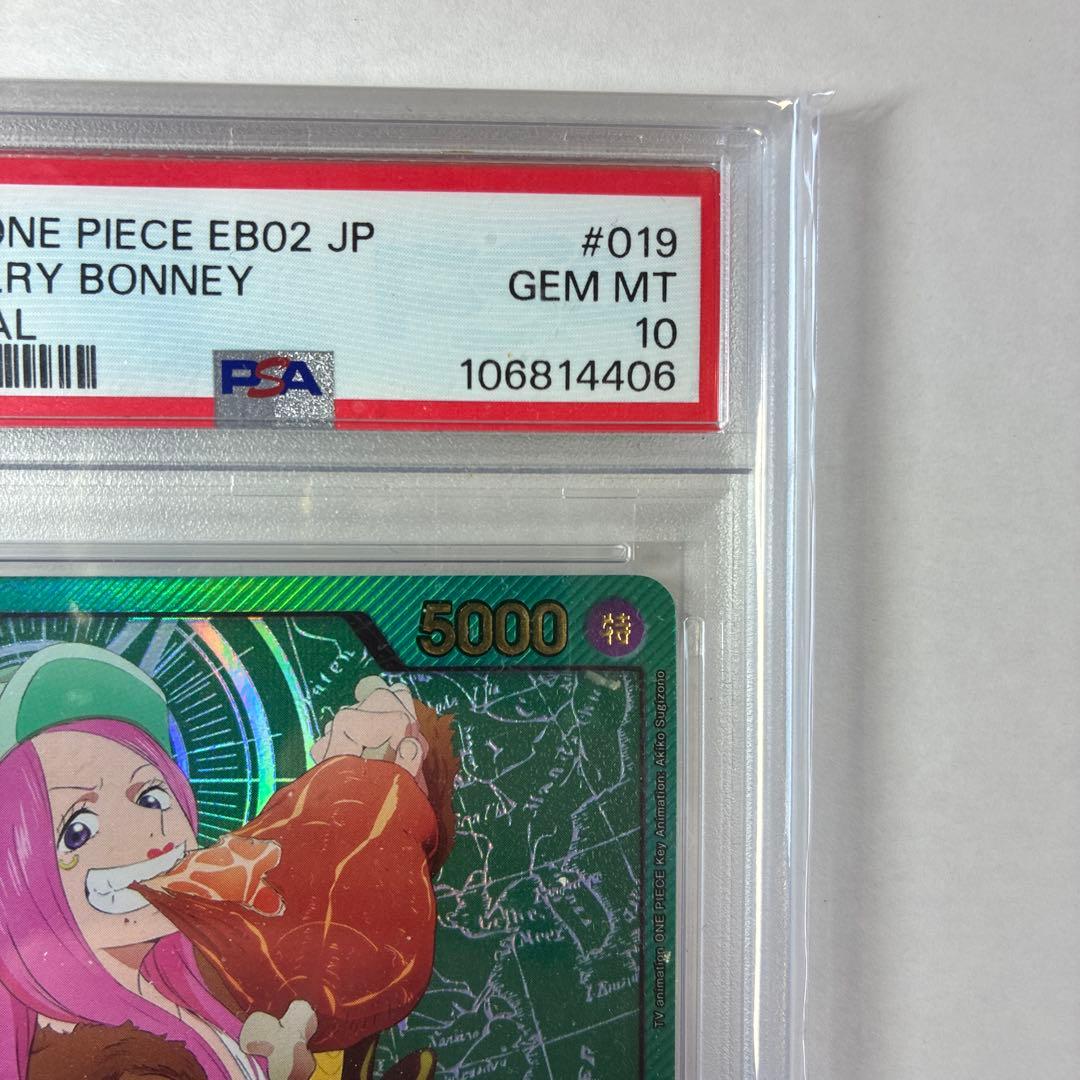 ONE PIECE EB02 JP #019
LRY BONNEY GEM MT
AL 10
PSA 106814406
5000 特
TV animation ONE PIECE Key Animation: Akiko Sugizono